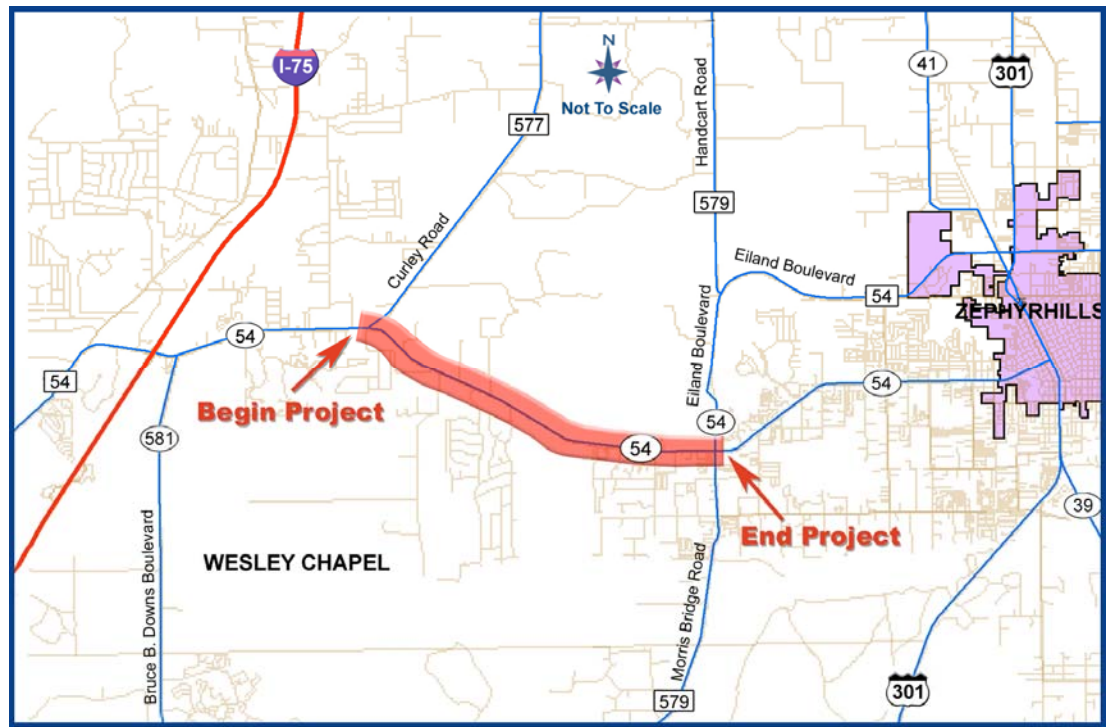 N
Not To Scale
I-75
41
301
577
Handcart Road
579
Curley Road
Eiland Boulevard
54
ZEPHYRHILLS
54
54
Begin Project
Eiland Boulevard
54
54
581
54
End Project
39
WESLEY CHAPEL
Bruce B. Downs Boulevard
Morris Bridge Road
579
301